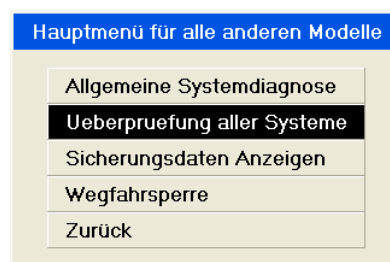 Hauptmenü für alle anderen Modelle
Allgemeine Systemdiagnose
Ueberpruefung aller Systeme
Sicherungsdaten Anzeigen
Wegfahrsperre
Zurück